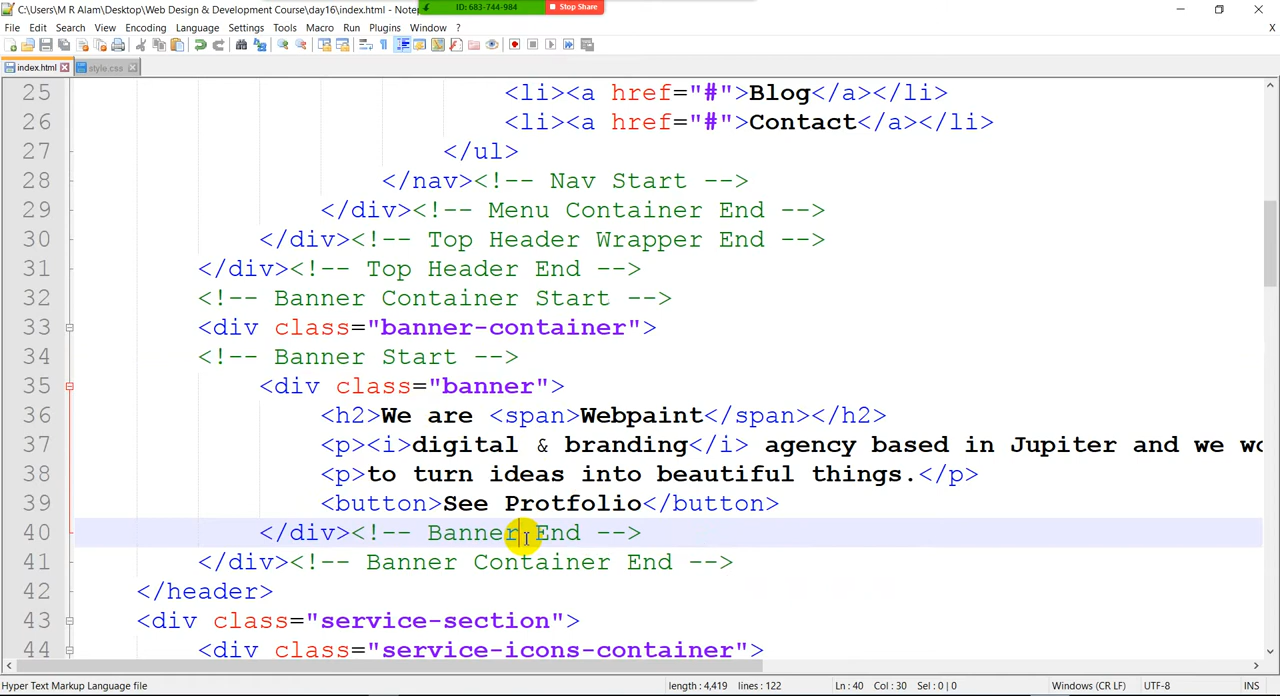 C:\Users\M R Alam\Desktop\Web Design & Development Course\day16\index.html - Notep
ID: 683-744-984
Stop Share
File Edit Search View Encoding Language Settings Tools Macro Run Plugins Window ?
X
index.html style.css
25 <li><a href="#">Blog</a></li>
26 <li><a href="#">Contact</a></li>
27 </ul>
28 </nav><!-- Nav Start -->
29 </div><!-- Menu Container End -->
30 </div><!-- Top Header Wrapper End -->
31 </div><!-- Top Header End -->
32 <!-- Banner Container Start -->
33 <div class="banner-container">
34 <!-- Banner Start -->
35 <div class="banner">
36 <h2>We are <span>Webpaint</span></h2>
37 <p><i>digital & branding</i> agency based in Jupiter and we wo
38 <p>to turn ideas into beautiful things.</p>
39 <button>See Protfolio</button>
40 </div><!-- Banner End -->
41 </div><!-- Banner Container End -->
42 </header>
43 <div class="service-section">
44 <div class="service-icons-container">
Hyper Text Markup Language file length : 4,419 lines : 122 Ln : 40 Col : 30 Sel : 0 | 0 Windows (CR LF) UTF-8 INS